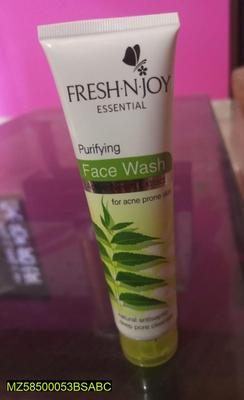 FRESH·N·JOY
ESSENTIAL
Purifying
Face Wash
for acne prone skin
natural antiseptic
deep pore cleanser
MZ58500053BSABC